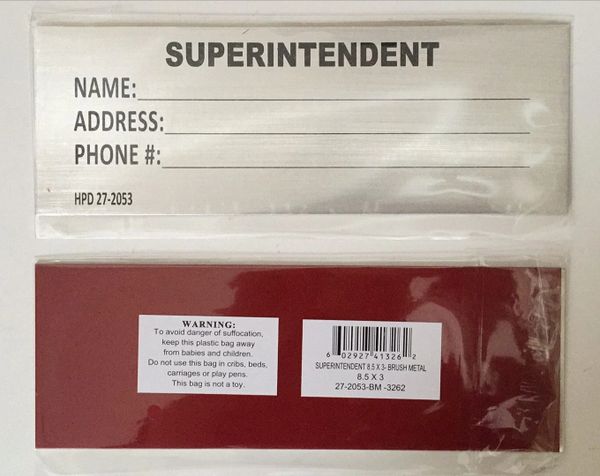 SUPERINTENDENT
NAME:
ADDRESS:
PHONE #:
HPD 27-2053
WARNING:
To avoid danger of suffocation,
keep this plastic bag away
from babies and children.
Do not use this bag in cribs, beds,
carriages or play pens.
This bag is not a toy.
6 02927 41326 2
SUPERINTENDENT 8.5 X 3- BRUSH METAL
8.5 X 3
27-2053-BM -3262